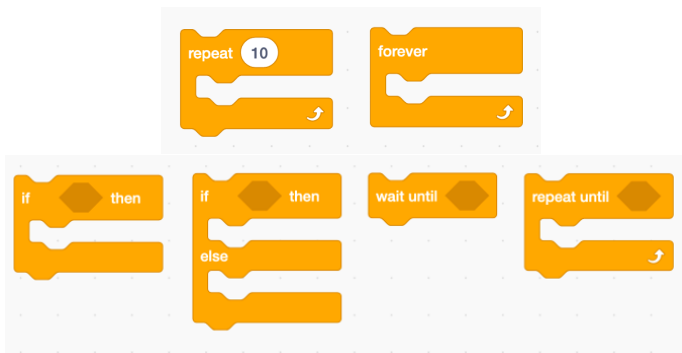 repeat 10
forever
if then
if then
else
wait until
repeat until